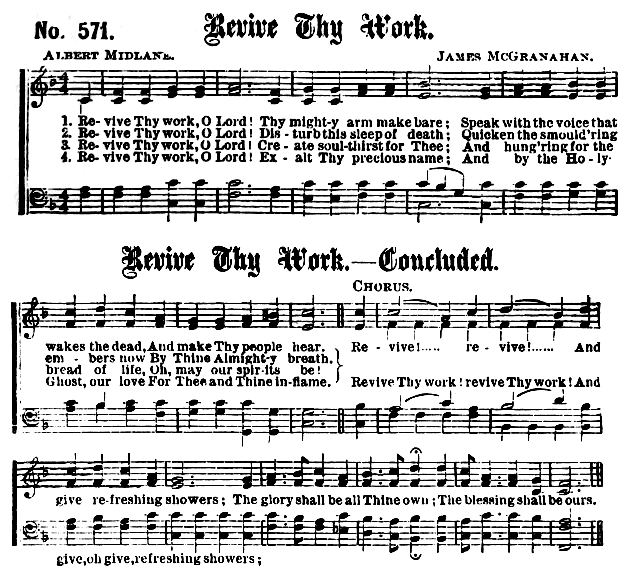 No. 571. Revive Thy Work.
ALBERT MIDLANE. JAMES MCGRANAHAN.
1. Re- vive Thy work, O Lord! Thy might-y arm make bare; Speak with the voice that
2. Re- vive Thy work, O Lord! Dis - turb this sleep of death; Quicken the smould'ring
3. Re- vive Thy work, O Lord! Cre - ate soul-thirst for Thee; And hung'ring for the
4. Re- vive Thy work, O Lord! Ex - alt Thy precious name; And by the Ho - ly
Revive Thy Work.—Concluded.
CHORUS.
wakes the dead, And make Thy people hear. Re - vive!..... re - vive!...... And
em - bers now By Thine Almight-y breath.
bread of life, Oh, may our spir-its be!
Ghost, our love For Thee and Thine in-flame. Revive Thy work! revive Thy work! And
give re-freshing showers; The glory shall be all Thine own; The blessing shall be ours.
give, oh give, refreshing showers;